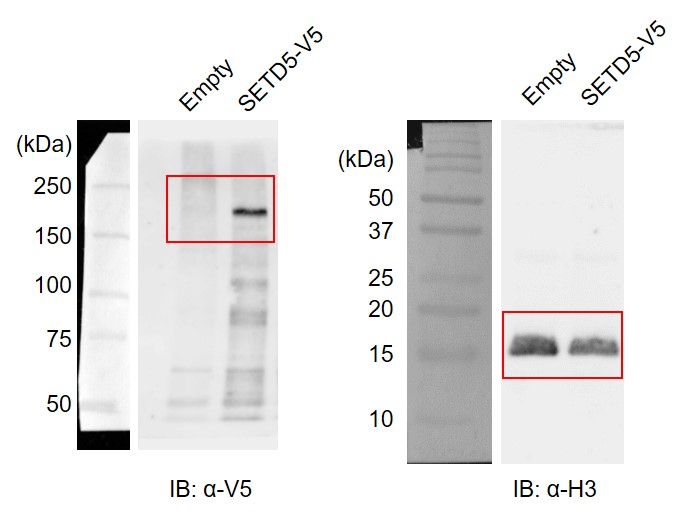 Empty
SETD5-V5
(kDa)
250
150
100
75
50
IB: α-V5
Empty
SETD5-V5
(kDa)
50
37
25
20
15
10
IB: α-H3